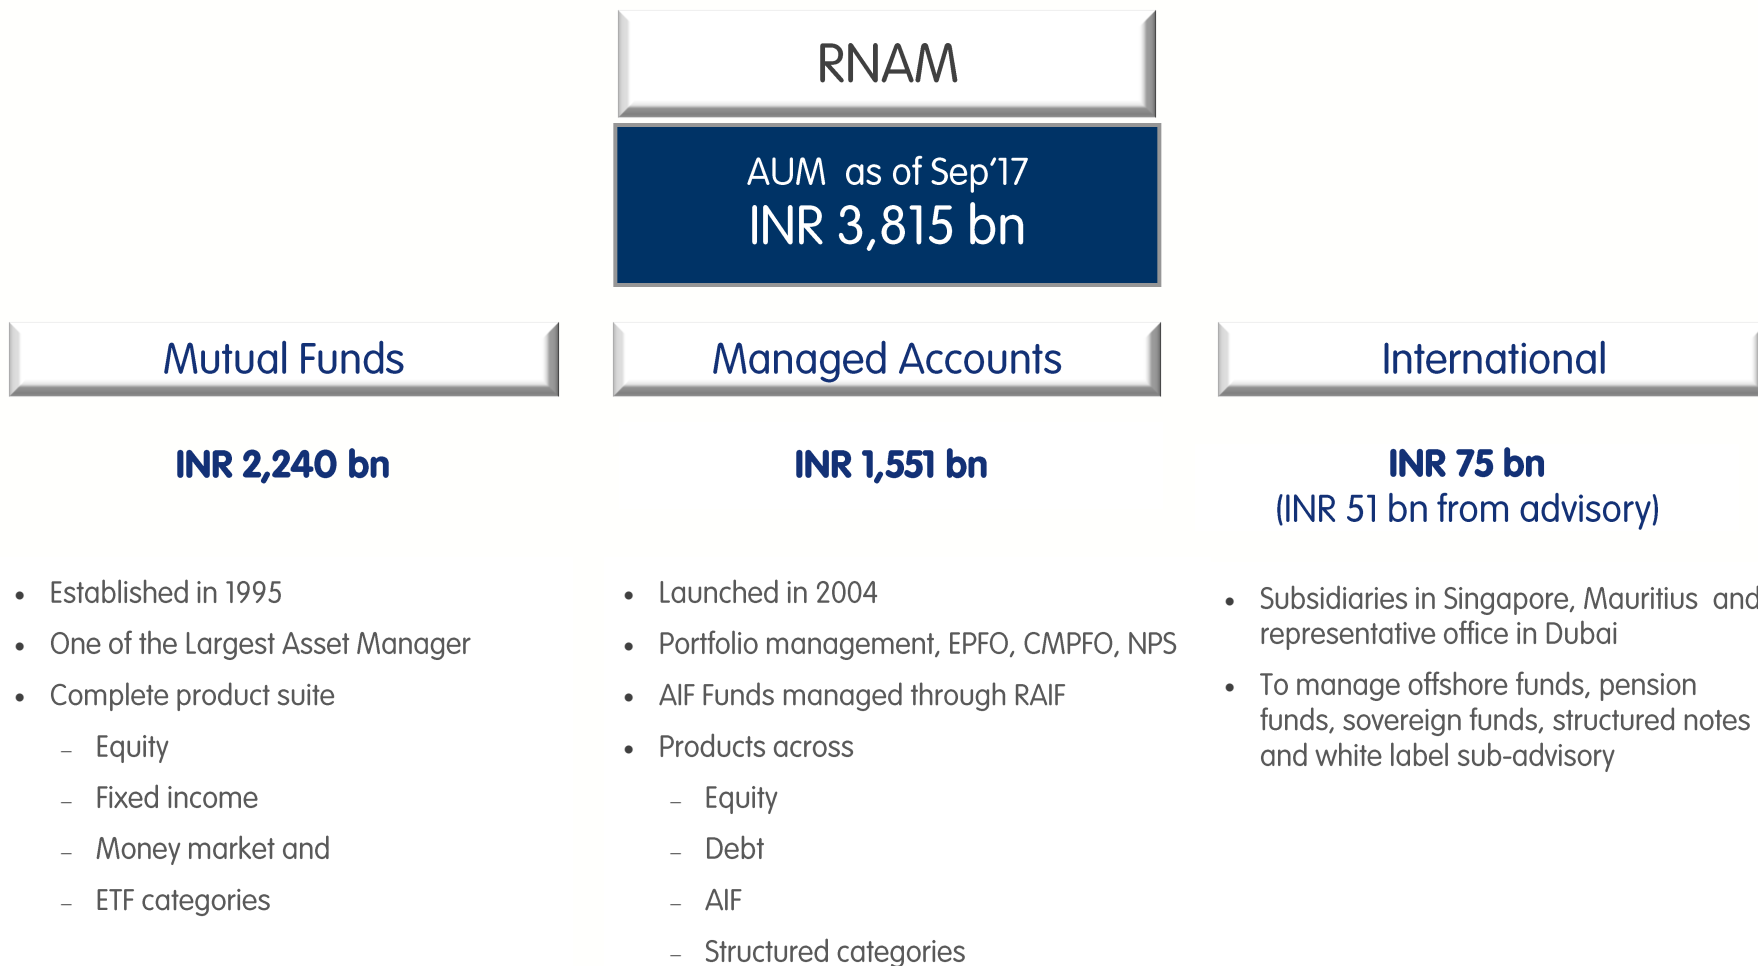 RNAM
AUM as of Sep’17
INR 3,815 bn
Mutual Funds
INR 2,240 bn
• Established in 1995
• One of the Largest Asset Manager
• Complete product suite
– Equity
– Fixed income
– Money market and
– ETF categories
Managed Accounts
INR 1,551 bn
• Launched in 2004
• Portfolio management, EPFO, CMPFO, NPS
• AIF Funds managed through RAIF
• Products across
– Equity
– Debt
– AIF
– Structured categories
International
INR 75 bn
(INR 51 bn from advisory)
• Subsidiaries in Singapore, Mauritius and
representative office in Dubai
• To manage offshore funds, pension
funds, sovereign funds, structured notes
and white label sub-advisory